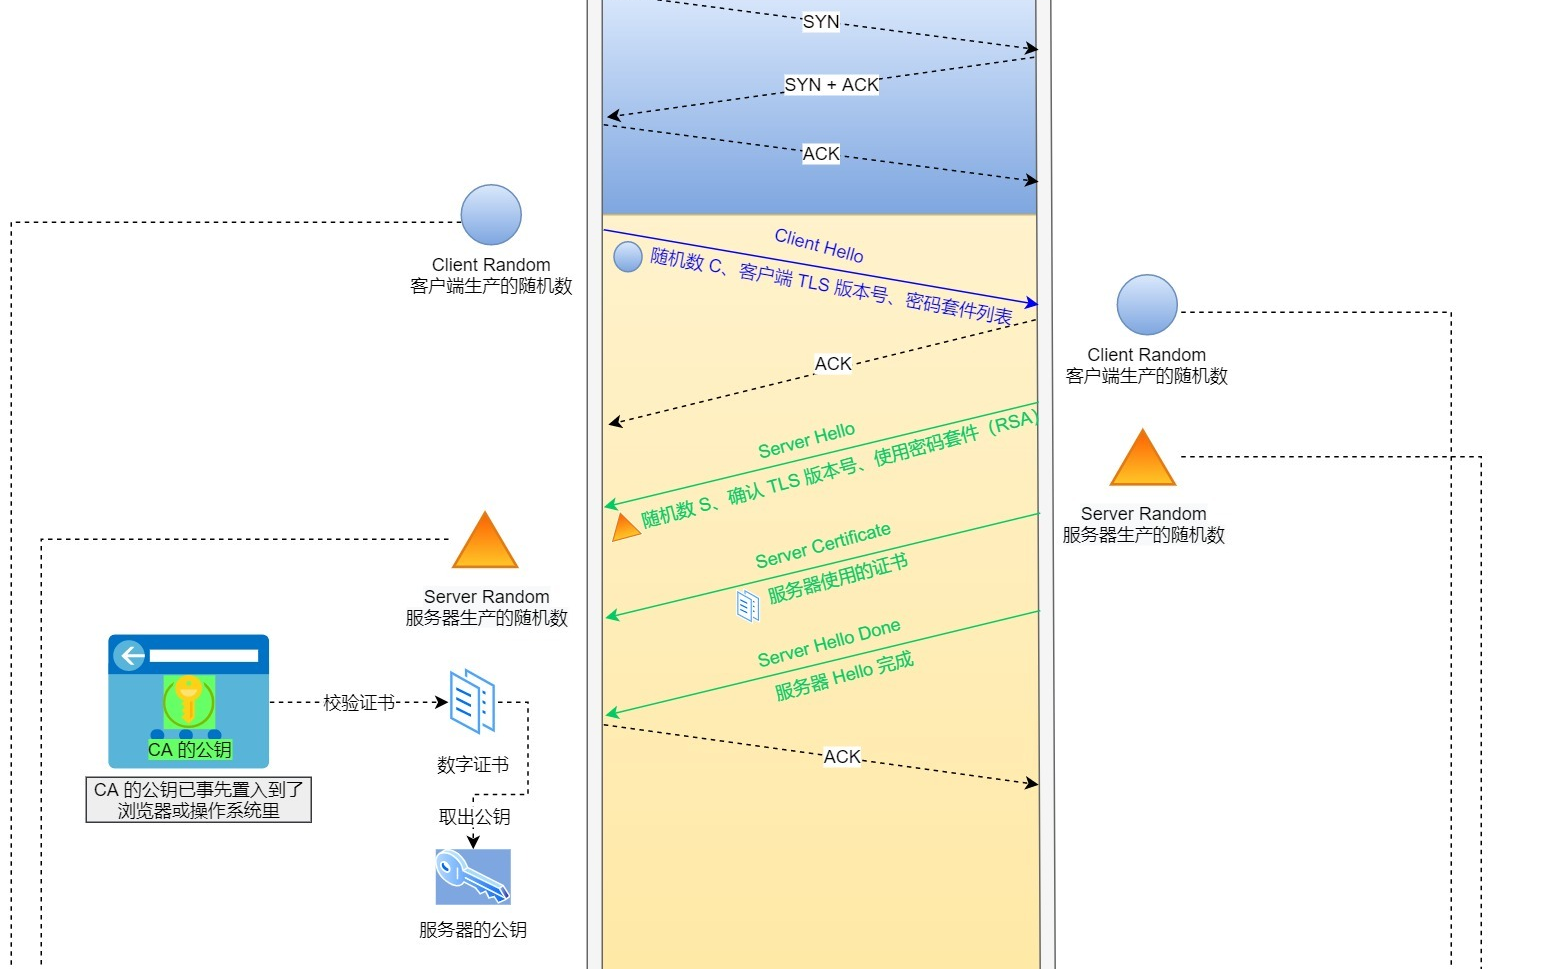 SYN
SYN + ACK
ACK
Client Random
客户端生产的随机数
Client Hello
随机数 C、客户端 TLS 版本号、密码套件列表
Client Random
客户端生产的随机数
ACK
Server Hello
随机数 S、确认 TLS 版本号、使用密码套件（RSA）
Server Random
服务器生产的随机数
Server Certificate
服务器使用的证书
Server Random
服务器生产的随机数
Server Hello Done
服务器 Hello 完成
校验证书
CA 的公钥
数字证书
ACK
CA 的公钥已事先置入到了
浏览器或操作系统里
取出公钥
服务器的公钥